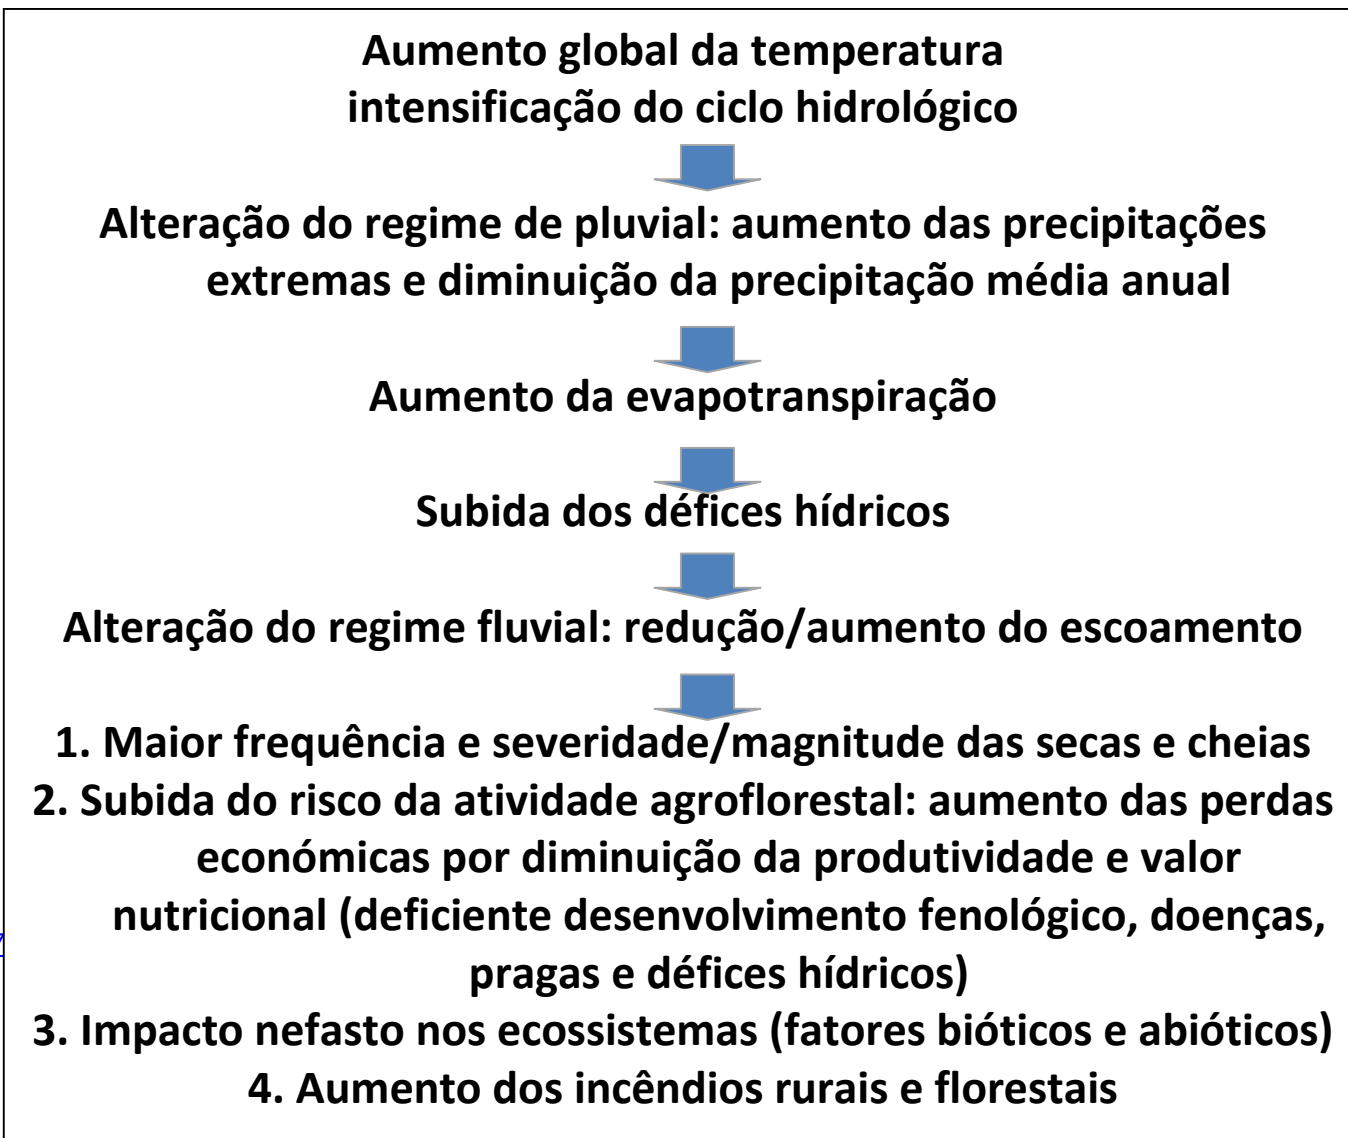 Aumento global da temperatura
intensificação do ciclo hidrológico
Alteração do regime de pluvial: aumento das precipitações
extremas e diminuição da precipitação média anual
Aumento da evapotranspiração
Subida dos défices hídricos
Alteração do regime fluvial: redução/aumento do escoamento
1. Maior frequência e severidade/magnitude das secas e cheias
2. Subida do risco da atividade agroflorestal: aumento das perdas
económicas por diminuição da produtividade e valor
nutricional (deficiente desenvolvimento fenológico, doenças,
pragas e défices hídricos)
3. Impacto nefasto nos ecossistemas (fatores bióticos e abióticos)
4. Aumento dos incêndios rurais e florestais